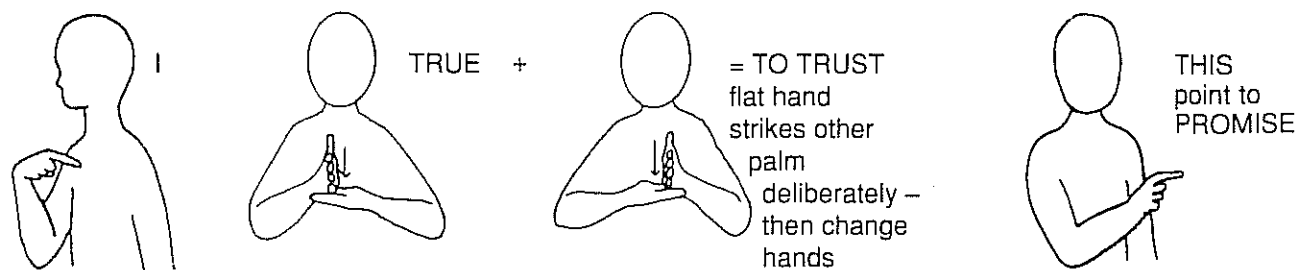 I
TRUE +
= TO TRUST
flat hand
strikes other
palm
deliberately –
then change
hands
THIS
point to
PROMISE